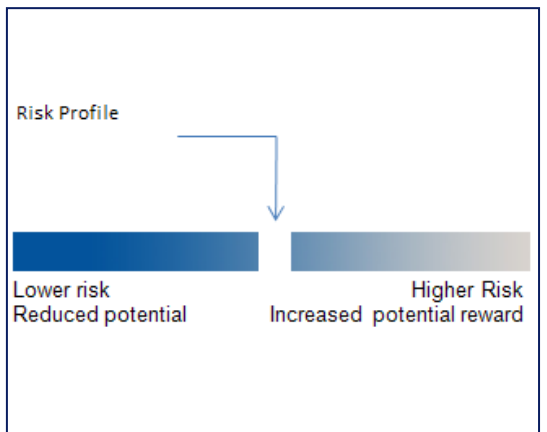 Risk Profile
Lower risk
Reduced potential
Higher Risk
Increased potential reward